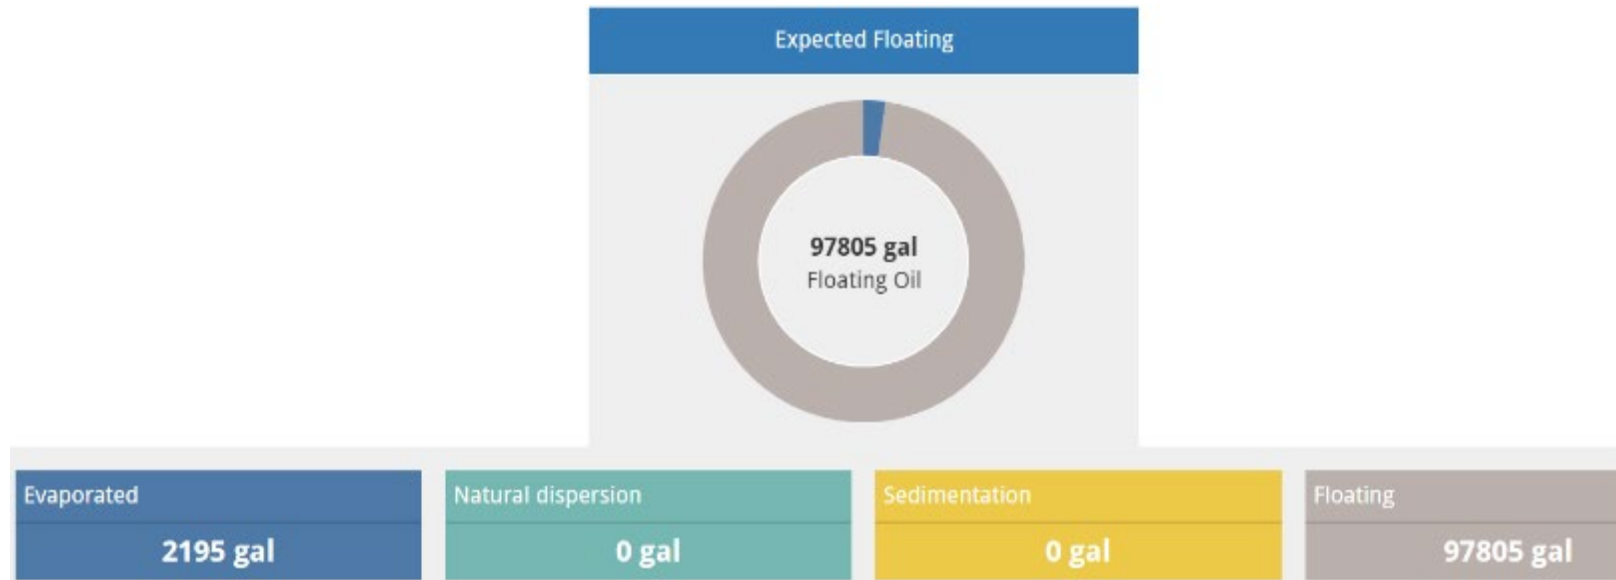 Expected Floating
97805 gal
Floating Oil
Evaporated
2195 gal
Natural dispersion
0 gal
Sedimentation
0 gal
Floating
97805 gal